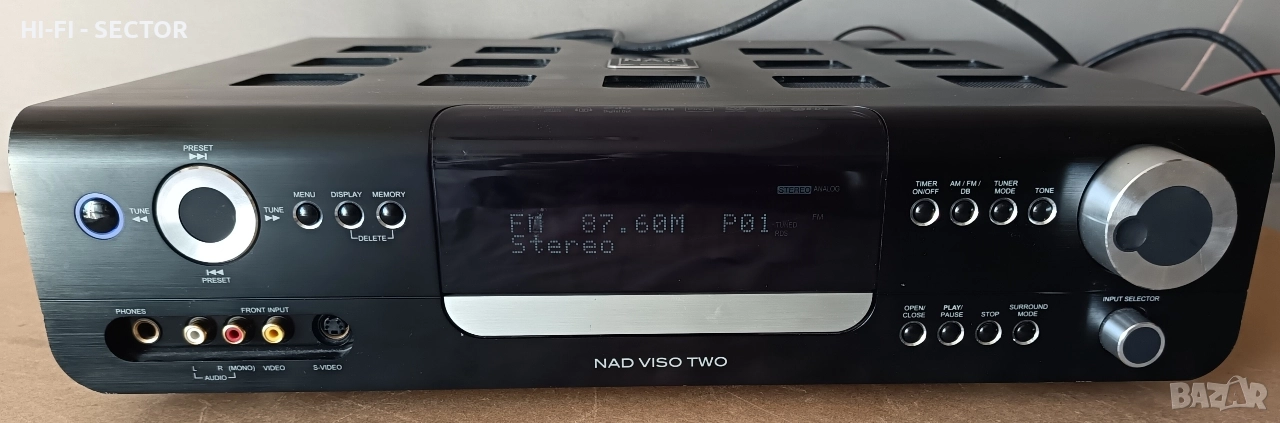 HI-FI - SECTOR
NAD
PRESET
TUNE
TUNE
PRESET
MENU
DISPLAY
MEMORY
DELETE
STEREO ANALOG
FM 87.60M P01
TUNED
RDS
FM
Stereo
TIMER
ON/OFF
AM / FM /
DB
TUNER
MODE
TONE
PHONES
FRONT INPUT
L
R (MONO)
AUDIO
VIDEO
S-VIDEO
NAD VISO TWO
OPEN/
CLOSE
PLAY/
PAUSE
STOP
SURROUND
MODE
INPUT SELECTOR
BAZAR